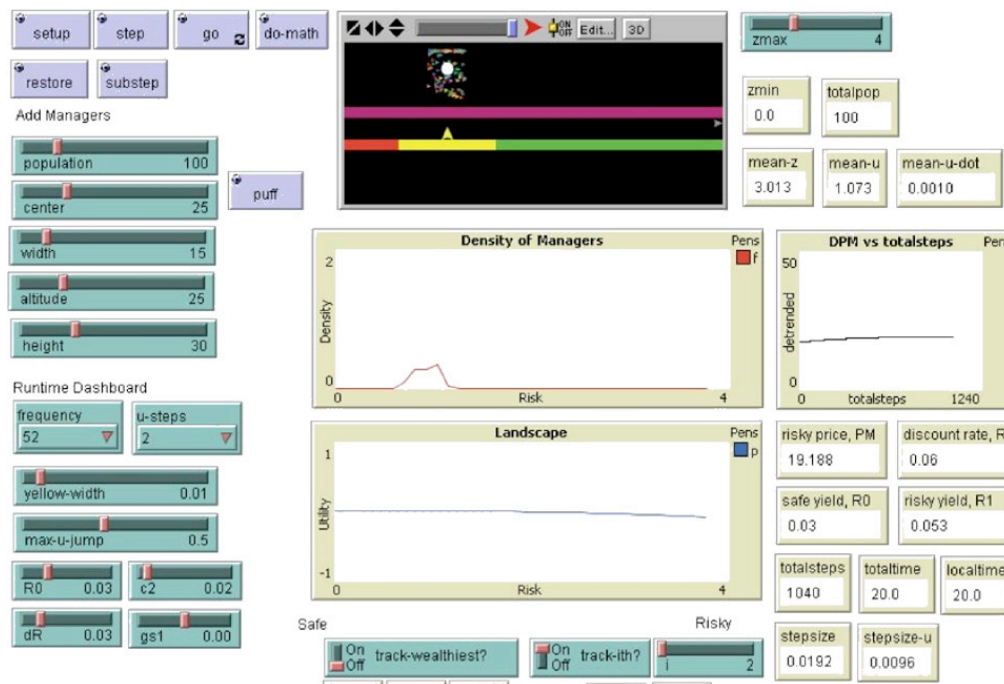 setup step go do-math
restore substep
Add Managers
population 100
center 25
width 15
altitude 25
height 30
puff
Runtime Dashboard
frequency u-steps
52 2
yellow-width 0.01
max-u-jump 0.5
R0 0.03 c2 0.02
dR 0.03 gs1 0.00
ON
OFF
Edit... 3D
zmax 4
zmin totalpop
0.0 100
mean-z mean-u mean-u-dot
3.013 1.073 0.0010
Density of Managers
Pens
f
2
Density
0
0 Risk 4
DPM vs totalsteps
Pen
50
detrended
0
0 totalsteps 1240
Landscape
Pens
p
1
Utility
-1
0 Risk 4
risky price, PM discount rate, R
19.188 0.06
safe yield, R0 risky yield, R1
0.03 0.053
totalsteps totaltime localtime
1040 20.0 20.0
stepsize stepsize-u
0.0192 0.0096
Safe Risky
On
Off
track-wealthiest?
On
Off
track-ith?
i 2